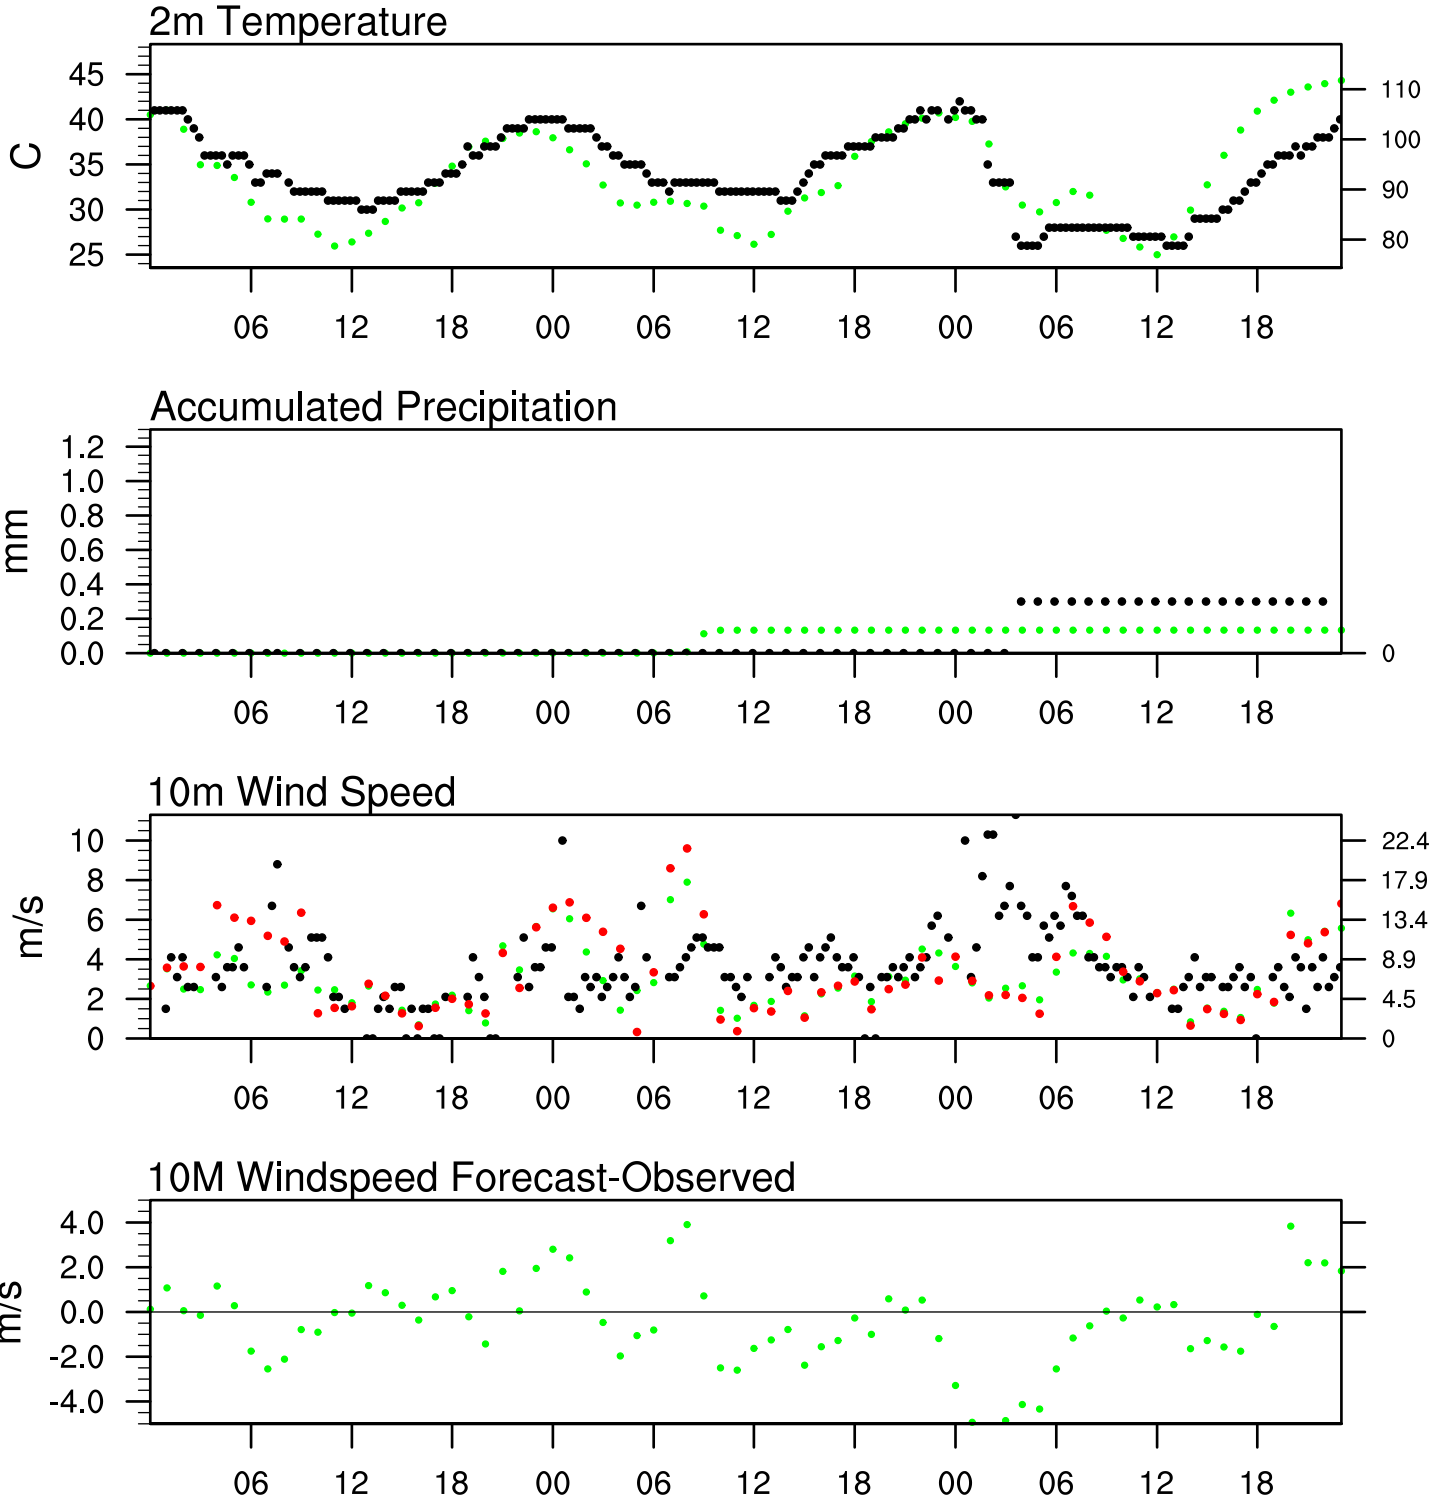 2m Temperature
45
40
35
30
25
C
110
100
90
80
06 12 18 00 06 12 18 00 06 12 18
Accumulated Precipitation
1.2
1.0
0.8
0.6
0.4
0.2
0.0
mm
0
06 12 18 00 06 12 18 00 06 12 18
10m Wind Speed
10
8
6
4
2
0
m/s
22.4
17.9
13.4
8.9
4.5
0
06 12 18 00 06 12 18 00 06 12 18
10M Windspeed Forecast-Observed
4.0
2.0
0.0
-2.0
-4.0
m/s
06 12 18 00 06 12 18 00 06 12 18